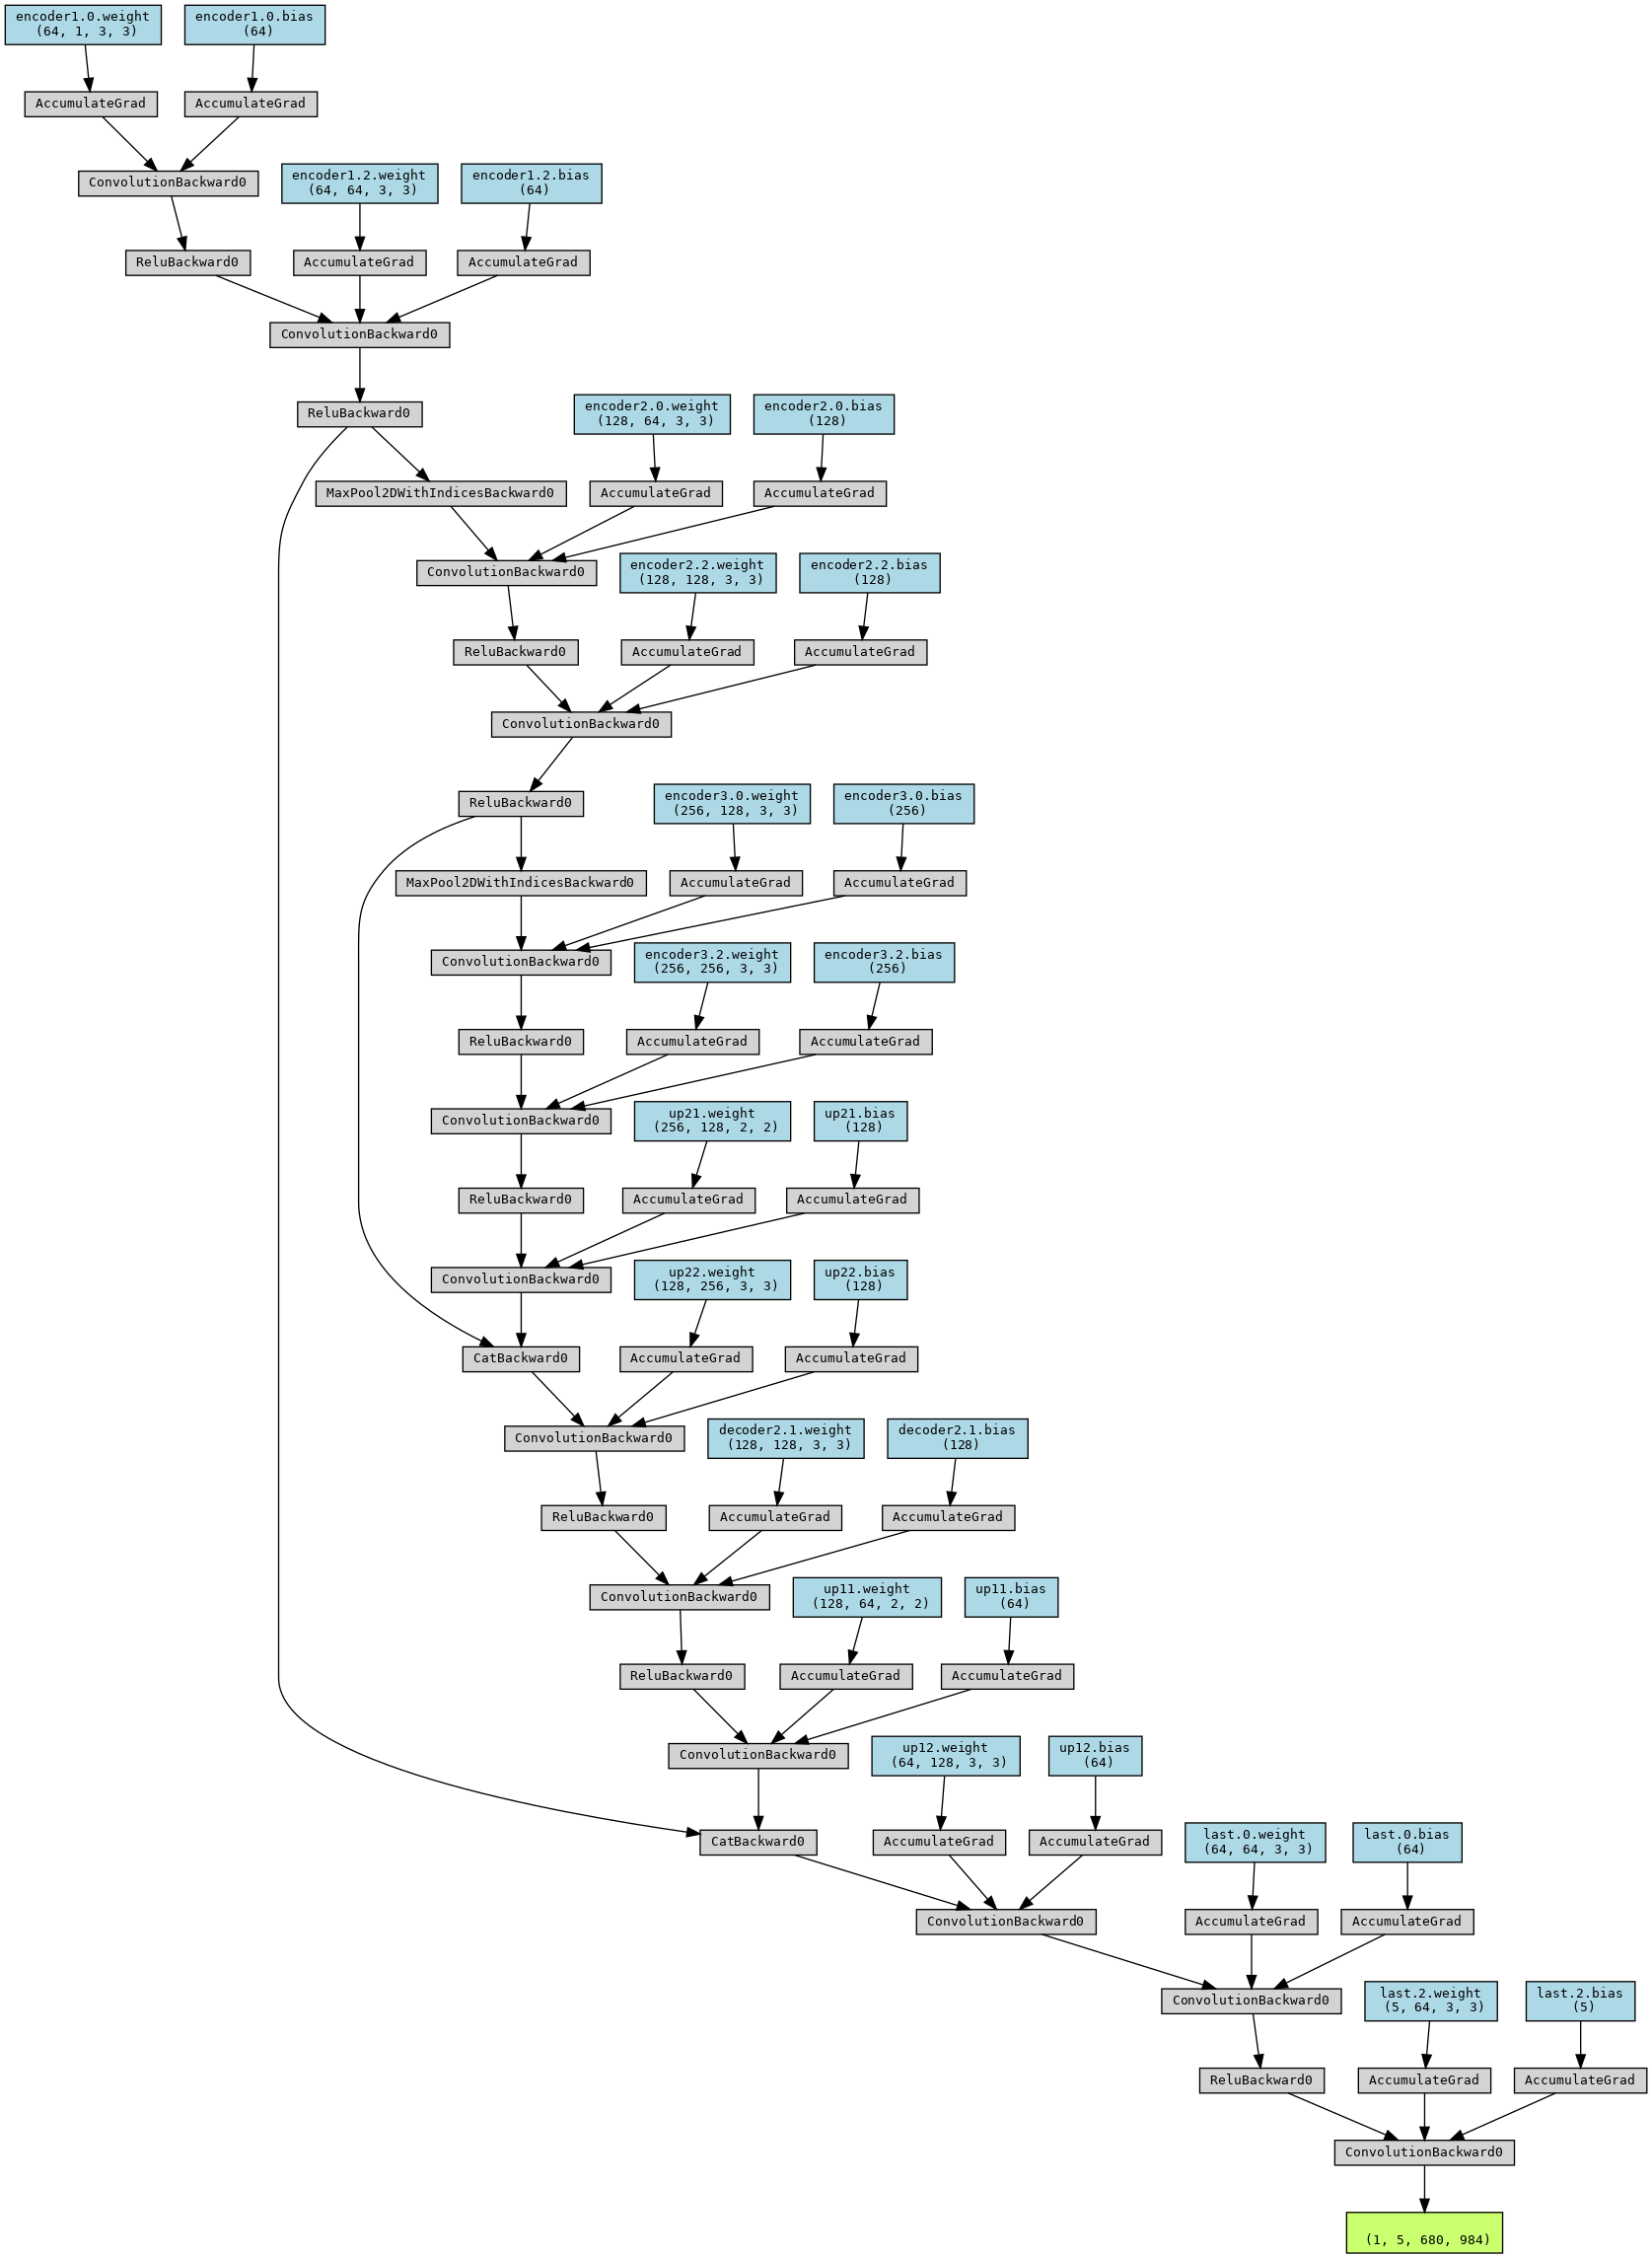 encoder1.0.weight
(64, 1, 3, 3)
encoder1.0.bias
(64)
AccumulateGrad
AccumulateGrad
ConvolutionBackward0
encoder1.2.weight
(64, 64, 3, 3)
encoder1.2.bias
(64)
ReluBackward0
AccumulateGrad
AccumulateGrad
ConvolutionBackward0
ReluBackward0
encoder2.0.weight
(128, 64, 3, 3)
encoder2.0.bias
(128)
MaxPool2DWithIndicesBackward0
AccumulateGrad
AccumulateGrad
ConvolutionBackward0
encoder2.2.weight
(128, 128, 3, 3)
encoder2.2.bias
(128)
ReluBackward0
AccumulateGrad
AccumulateGrad
ConvolutionBackward0
ReluBackward0
encoder3.0.weight
(256, 128, 3, 3)
encoder3.0.bias
(256)
MaxPool2DWithIndicesBackward0
AccumulateGrad
AccumulateGrad
ConvolutionBackward0
encoder3.2.weight
(256, 256, 3, 3)
encoder3.2.bias
(256)
ReluBackward0
AccumulateGrad
AccumulateGrad
ConvolutionBackward0
up21.weight
(256, 128, 2, 2)
up21.bias
(128)
ReluBackward0
AccumulateGrad
AccumulateGrad
ConvolutionBackward0
up22.weight
(128, 256, 3, 3)
up22.bias
(128)
CatBackward0
AccumulateGrad
AccumulateGrad
ConvolutionBackward0
decoder2.1.weight
(128, 128, 3, 3)
decoder2.1.bias
(128)
ReluBackward0
AccumulateGrad
AccumulateGrad
ConvolutionBackward0
up11.weight
(128, 64, 2, 2)
up11.bias
(64)
ReluBackward0
AccumulateGrad
AccumulateGrad
ConvolutionBackward0
up12.weight
(64, 128, 3, 3)
up12.bias
(64)
CatBackward0
AccumulateGrad
AccumulateGrad
last.0.weight
(64, 64, 3, 3)
last.0.bias
(64)
ConvolutionBackward0
AccumulateGrad
AccumulateGrad
ConvolutionBackward0
last.2.weight
(5, 64, 3, 3)
last.2.bias
(5)
ReluBackward0
AccumulateGrad
AccumulateGrad
ConvolutionBackward0
(1, 5, 680, 984)